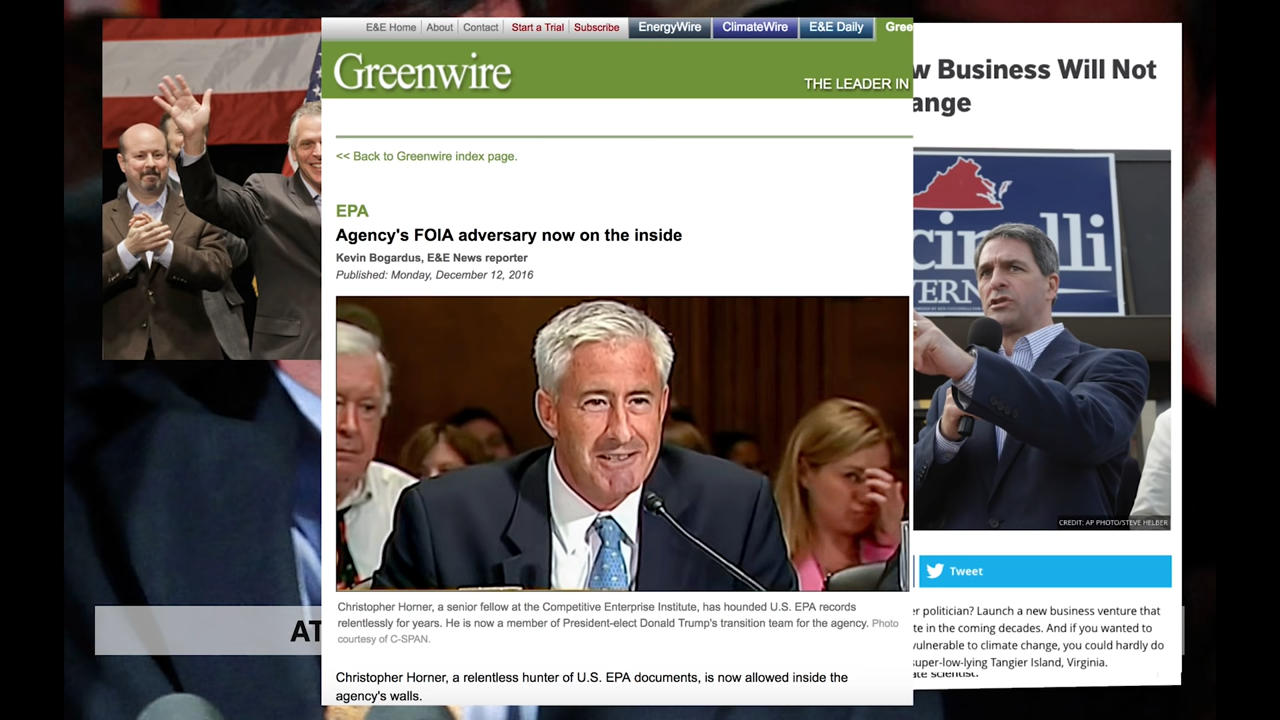 E&E Home About Contact Start a Trial Subscribe EnergyWire ClimateWire E&E Daily Gree
Greenwire
THE LEADER IN
<< Back to Greenwire index page.
EPA
Agency's FOIA adversary now on the inside
Kevin Bogardus, E&E News reporter
Published: Monday, December 12, 2016
Christopher Horner, a senior fellow at the Competitive Enterprise Institute, has hounded U.S. EPA records
relentlessly for years. He is now a member of President-elect Donald Trump's transition team for the agency. Photo
courtesy of C-SPAN.
Christopher Horner, a relentless hunter of U.S. EPA documents, is now allowed inside the
agency's walls.
AT
w Business Will Not
ange
cinelli
VERN
CREDIT: AP PHOTO/STEVE HELBER
Tweet
er politician? Launch a new business venture that
te in the coming decades. And if you wanted to
vulnerable to climate change, you could hardly do
super-low-lying Tangier Island, Virginia.
ate scientist.